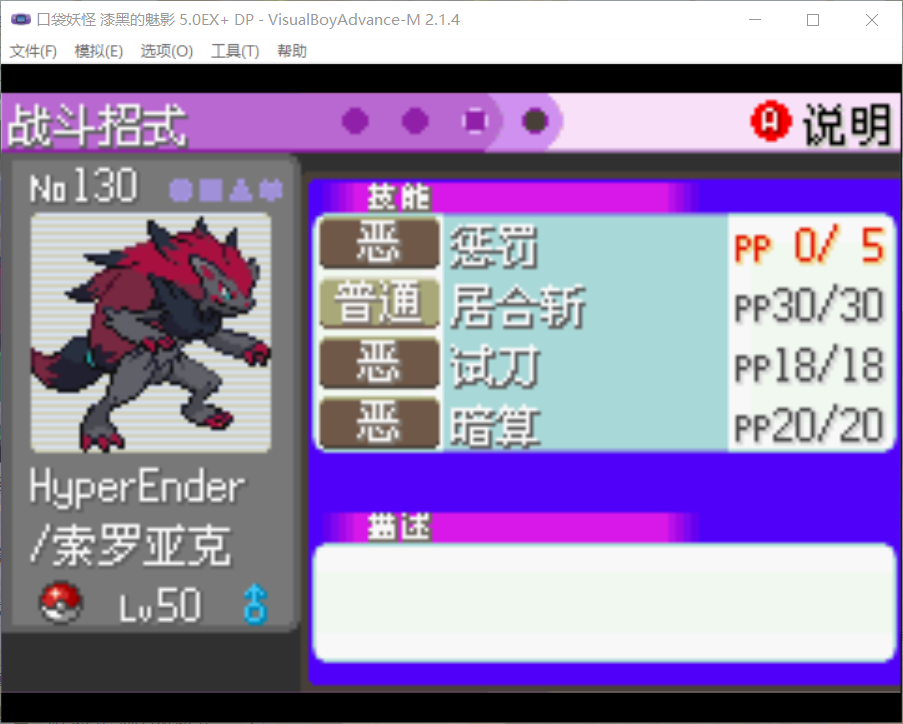 口袋妖怪 漆黑的魅影 5.0EX+ DP - VisualBoyAdvance-M 2.1.4
文件(F) 模拟(E) 选项(O) 工具(T) 帮助
战斗招式 A 说明
No130
技能
恶 惩罚 PP 0/ 5
普通 居合斩 PP30/30
恶 试刀 PP18/18
恶 暗算 PP20/20
HyperEnder
/索罗亚克
Lv50 ♂
描述